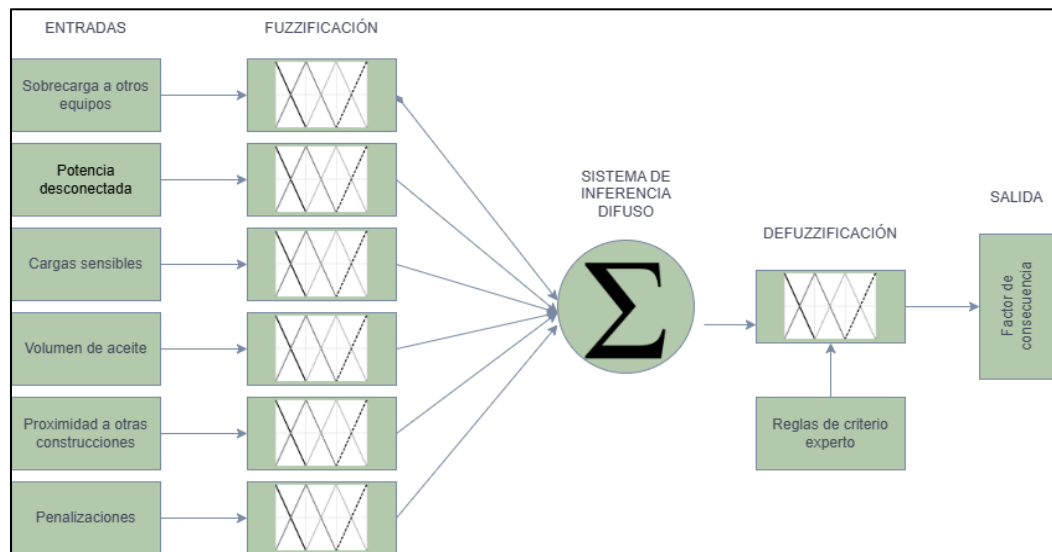 ENTRADAS
FUZZIFICACIÓN
Sobrecarga a otros
equipos
Potencia
desconectada
Cargas sensibles
Volumen de aceite
Proximidad a otras
construcciones
Penalizaciones
SISTEMA DE
INFERENCIA
DIFUSO
Σ
DEFUZZIFICACIÓN
Reglas de criterio
experto
SALIDA
Factor de
consecuencia